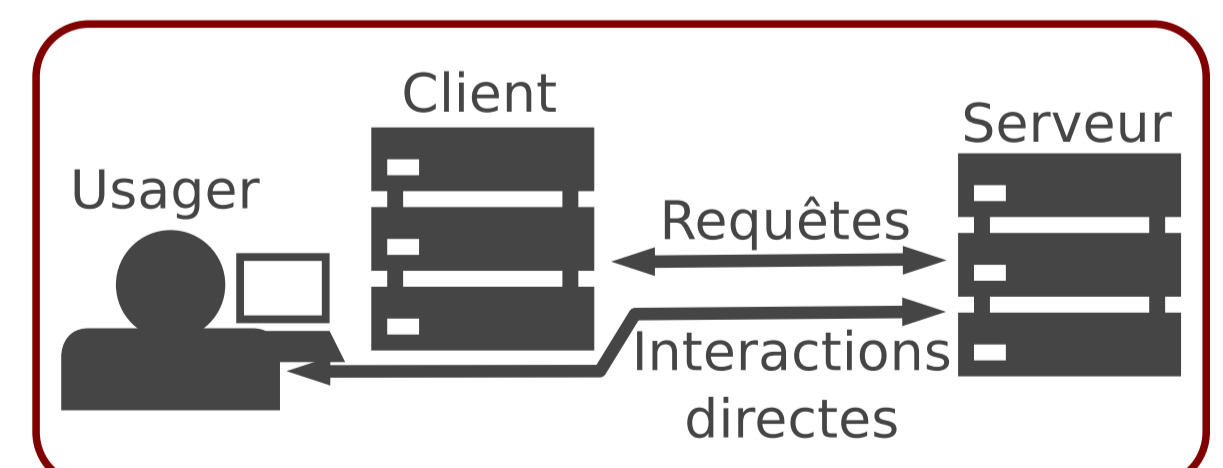 Client
Serveur
Usager
Requêtes
Interactions
directes